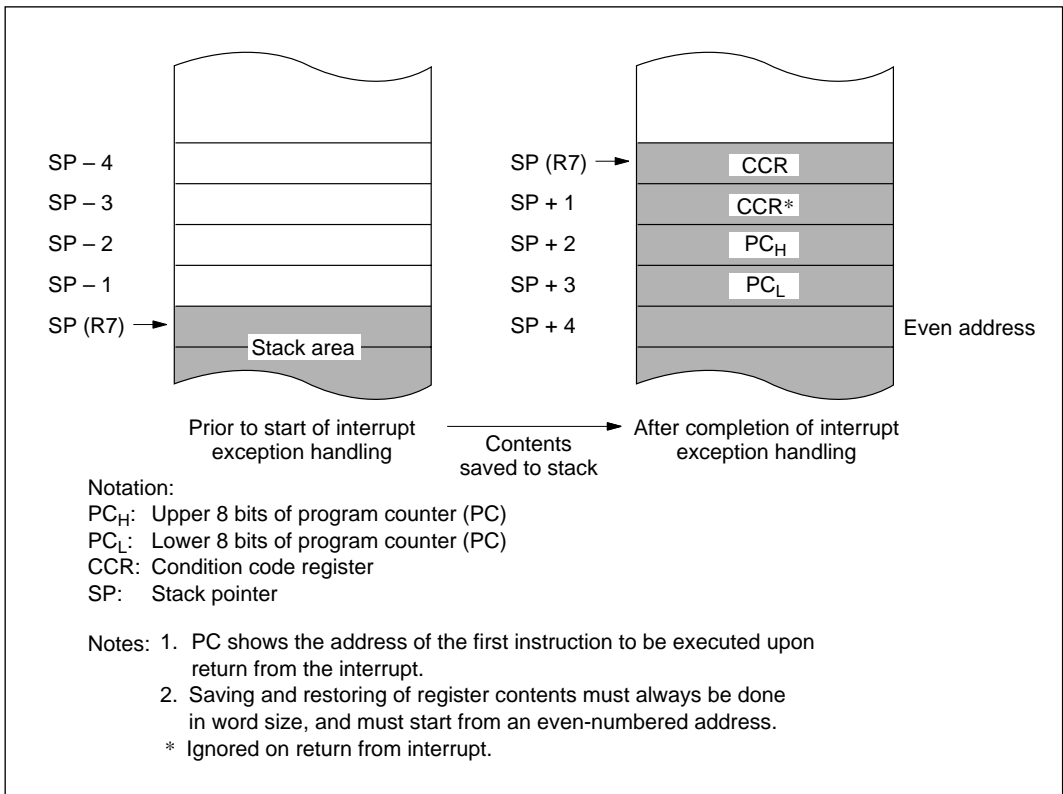 SP – 4
SP – 3
SP – 2
SP – 1
SP (R7)
Stack area
SP (R7)
SP + 1
SP + 2
SP + 3
SP + 4
CCR
CCR*
PCH
PCL
Even address
Prior to start of interrupt
exception handling
Contents
saved to stack
After completion of interrupt
exception handling
Notation:
PCH: Upper 8 bits of program counter (PC)
PCL: Lower 8 bits of program counter (PC)
CCR: Condition code register
SP: Stack pointer
Notes: 1. PC shows the address of the first instruction to be executed upon
return from the interrupt.
2. Saving and restoring of register contents must always be done
in word size, and must start from an even-numbered address.
* Ignored on return from interrupt.